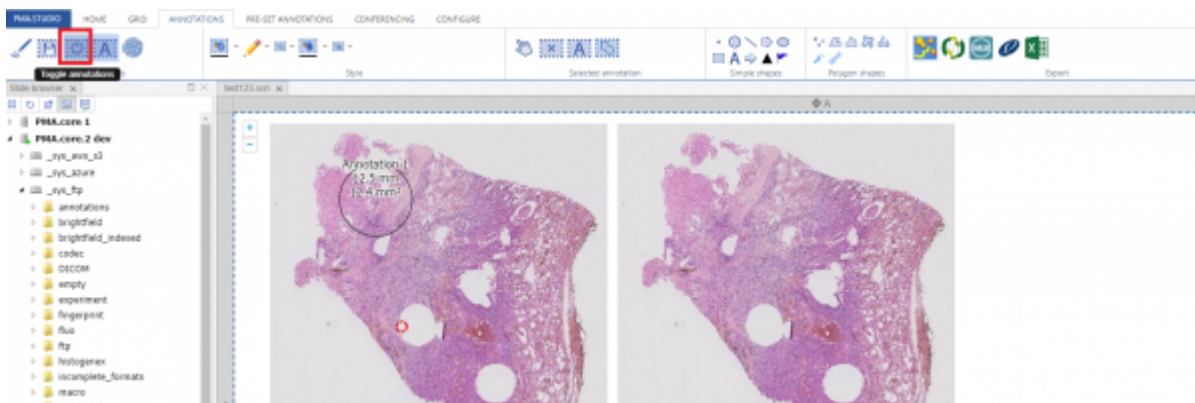 PMA.STUDIO HOME GRID ANNOTATIONS PRE-SET ANNOTATIONS CONFERENCING CONFIGURE
Toggle annotations
Style
Selected annotation
Simple shapes
Polygon shapes
Export
Slide browser
test123.scn
A
PMA.core 1
PMA.core.2 dev
_sys_aws_s3
_sys_azure
_sys_ftp
annotations
brightfield
brightfield_indexed
codec
DICOM
empty
experiment
fingerprint
fluo
ftp
histogenex
incomplete_formats
macro
Annotation 1
12.5 mm
12.4 mm²